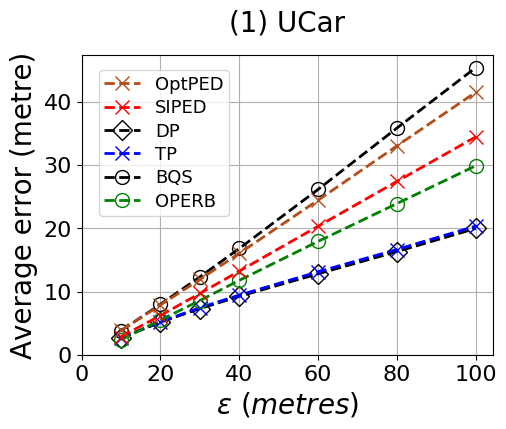 (1) UCar
Average error (metre)
40
30
20
10
0
OptPED
SIPED
DP
TP
BQS
OPERB
0 20 40 60 80 100
ε (metres)